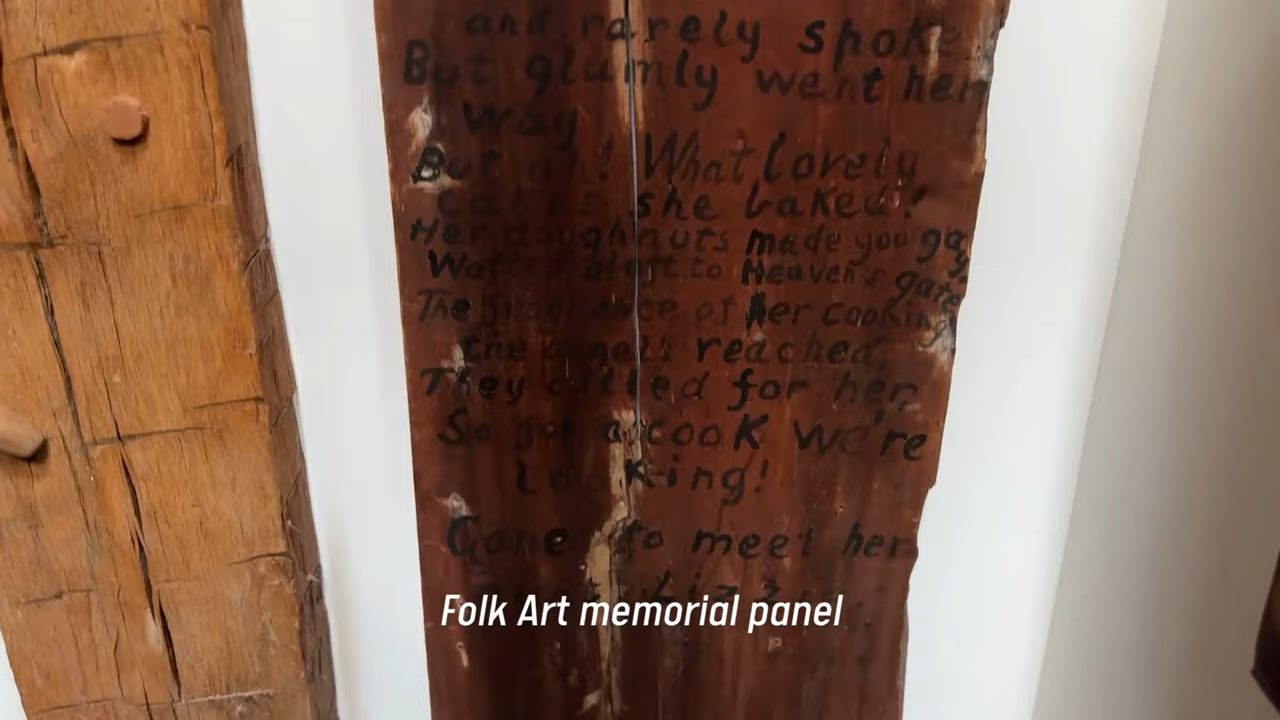 and rarely spoke
But glumly went her
way
But oh! What lovely
cakes she baked!
Her doughnuts made you gay,
Wafted aloft to Heaven's gate
The fragrance of her cooking,
the angels reached,
They called for her,
So for a cook we're
Looking!
Gone to meet her
Folk Art memorial panel